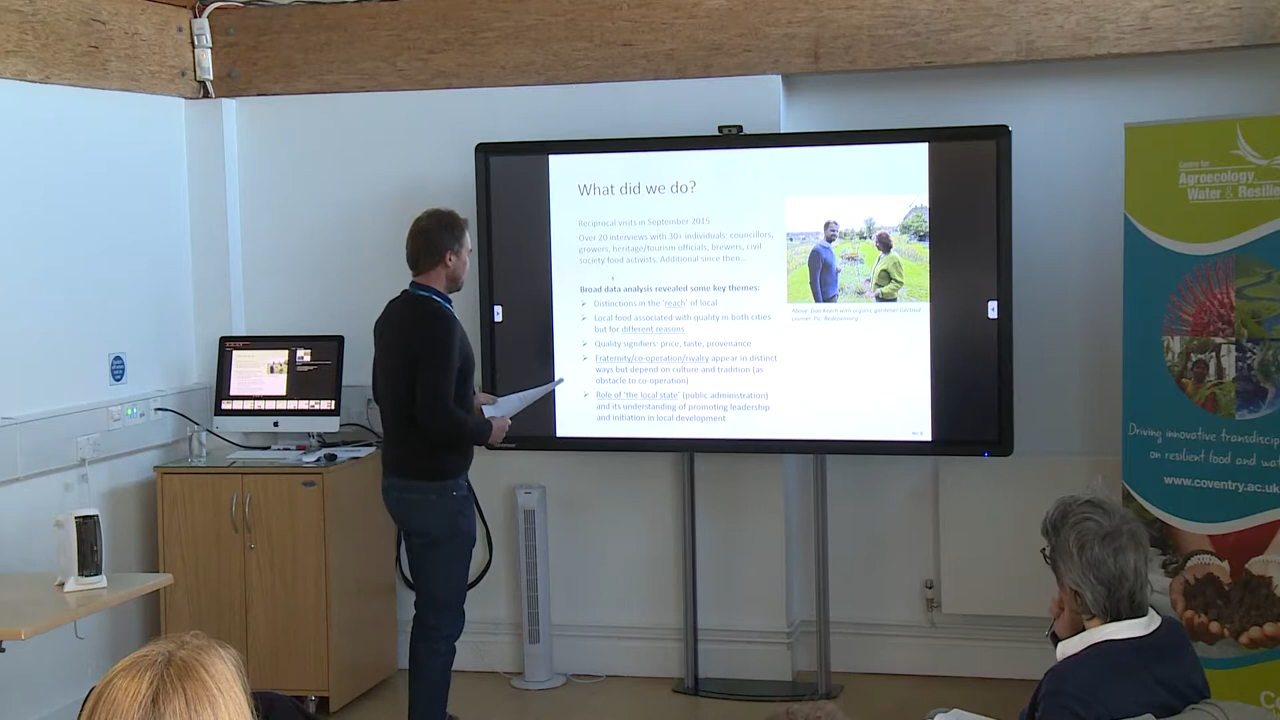 What did we do?
Reciprocal visits in September 2015
Over 20 interviews with 30+ individuals: councillors,
growers, heritage/tourism officials, brewers, civil
society food activists. Additional since then...
Broad data analysis revealed some key themes:
Distinctions in the 'reach' of local
Local food associated with quality in both cities
but for different reasons
Quality signifiers: price, taste, provenance
Fraternity/co-operation/rivalry appear in distinct
ways but depend on culture and tradition (as
obstacle to co-operation)
Role of 'the local state' (public administration)
and its understanding of promoting leadership
and initiation in local development
Above: Dan Keech with organic gardener
Centre for
Agroecology,
Water & Resilie
Driving innovative transdiscip
on resilient food and wat
www.coventry.ac.uk